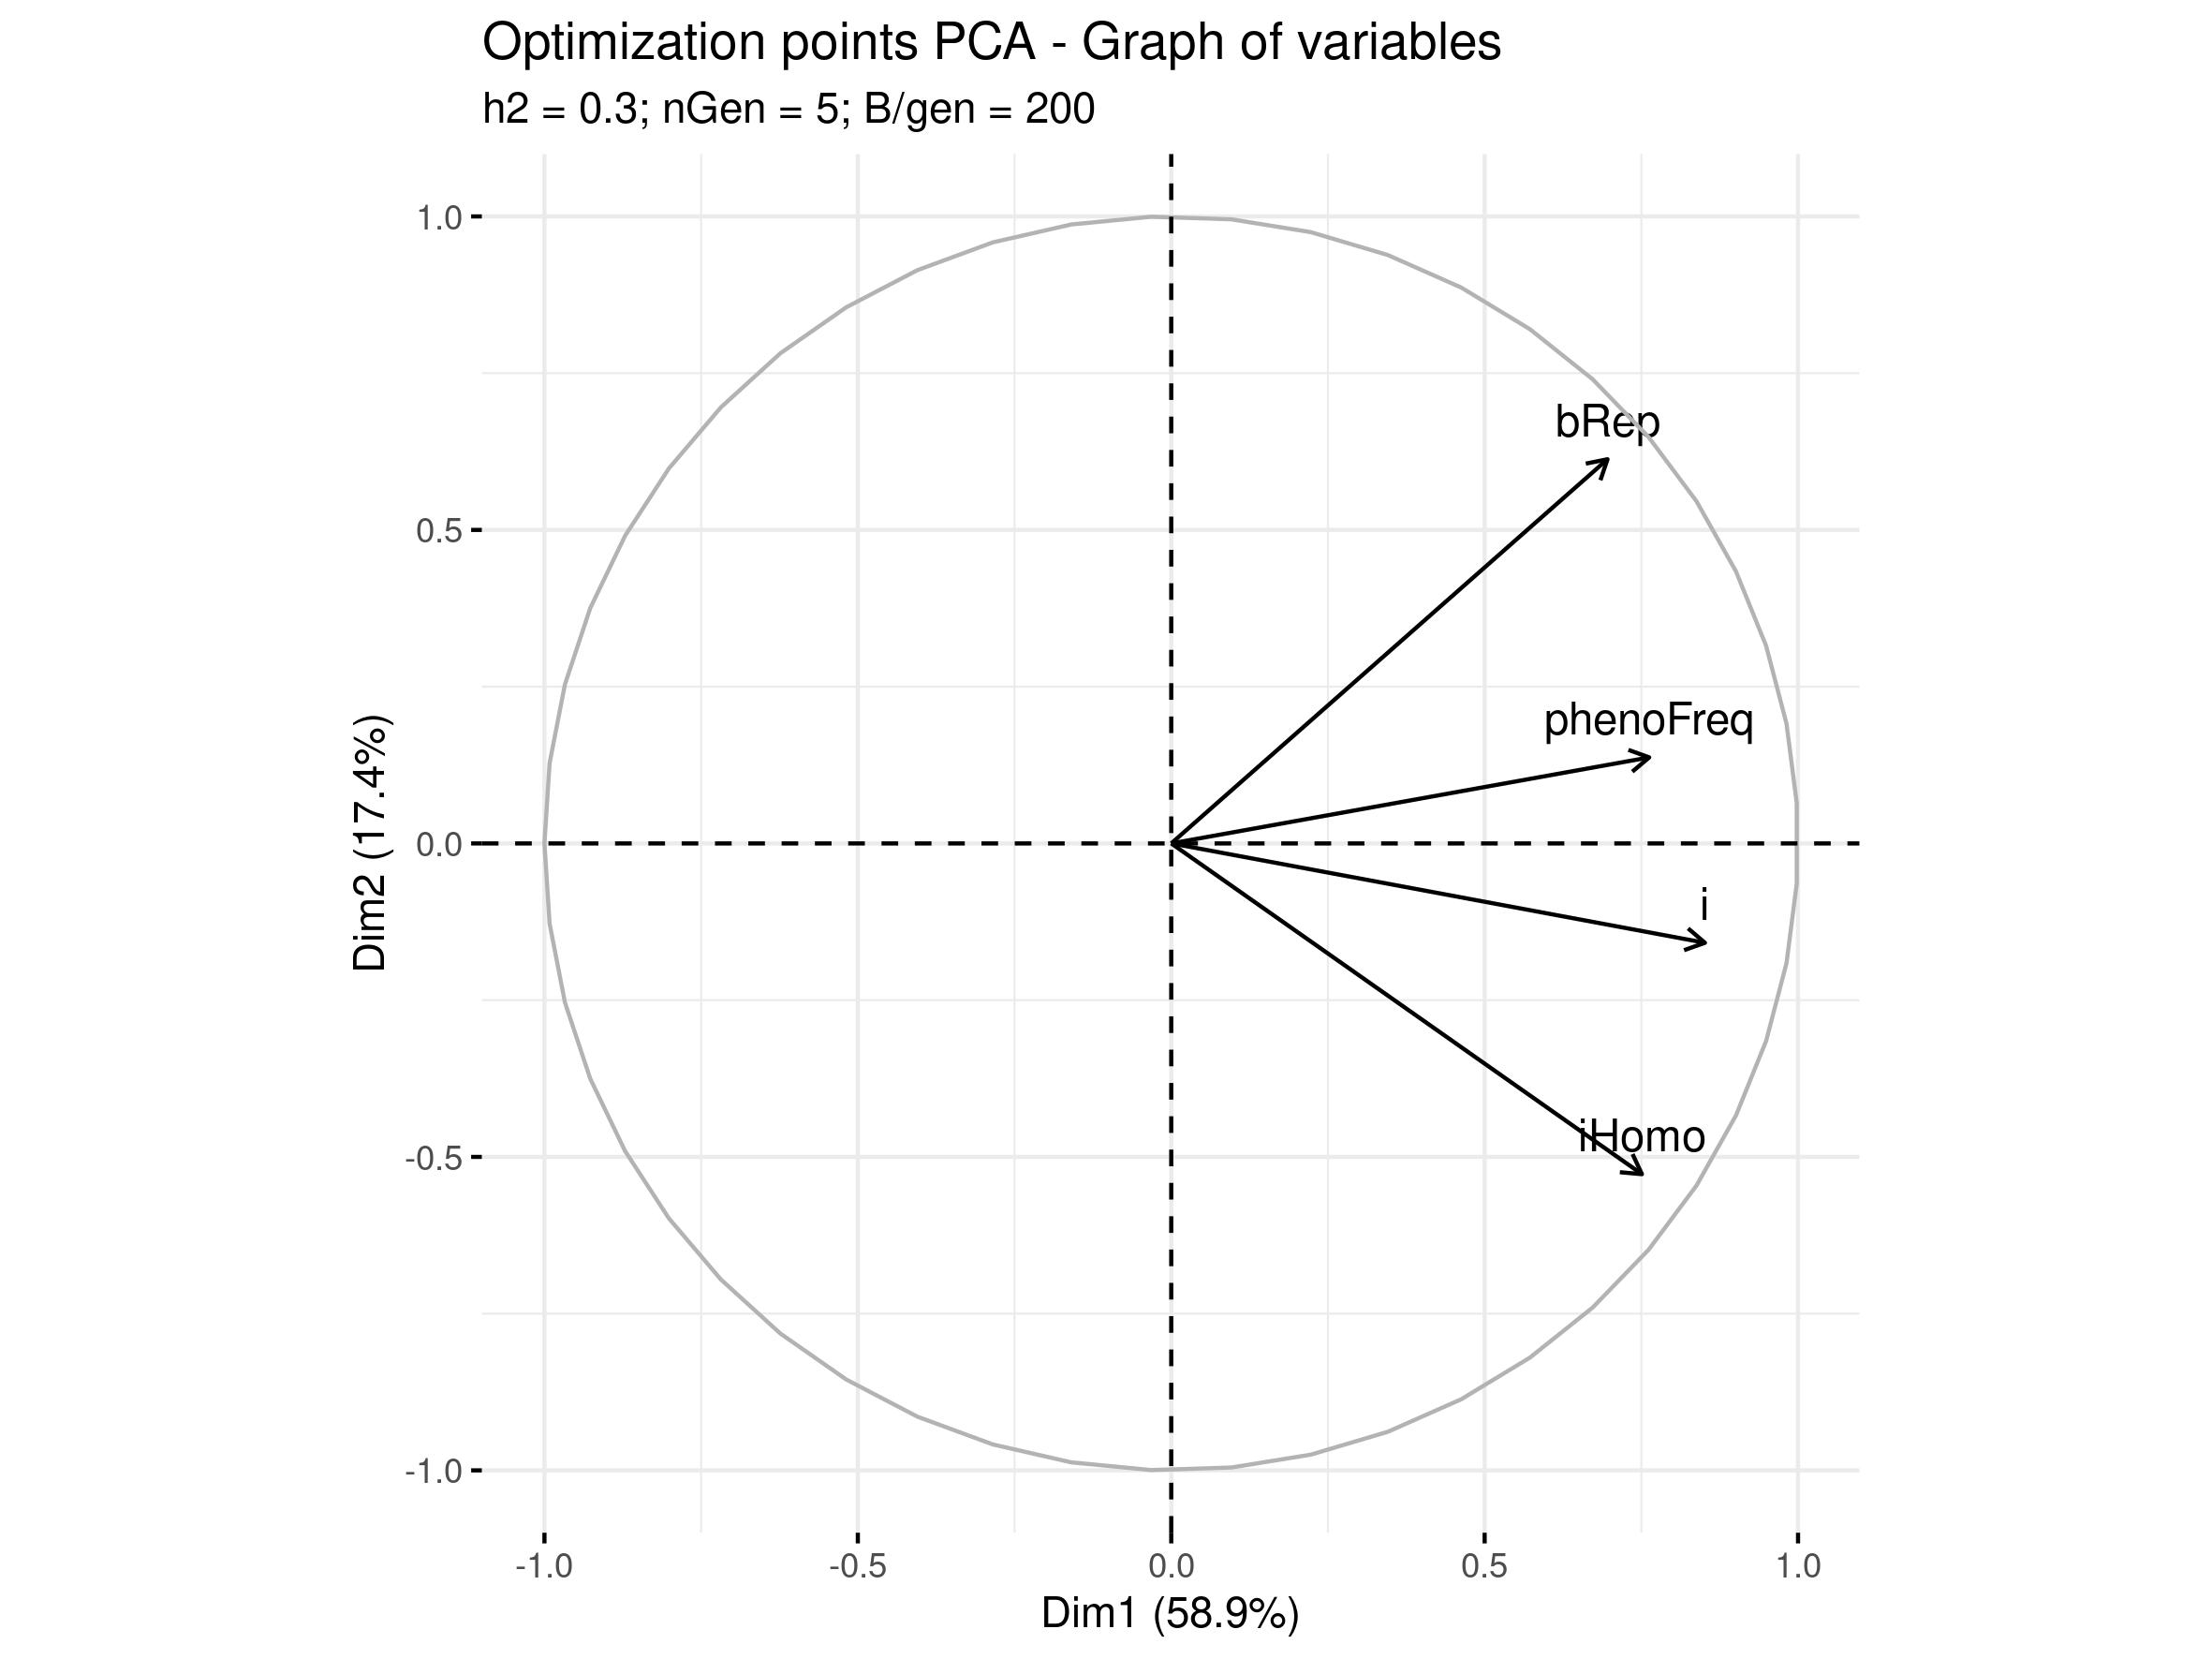 Optimization points PCA - Graph of variables
h2 = 0.3; nGen = 5; B/gen = 200
1.0
0.5
0.0
-0.5
-1.0
Dim2 (17.4%)
bRep
phenoFreq
i
iHomo
-1.0
-0.5
0.0
0.5
1.0
Dim1 (58.9%)